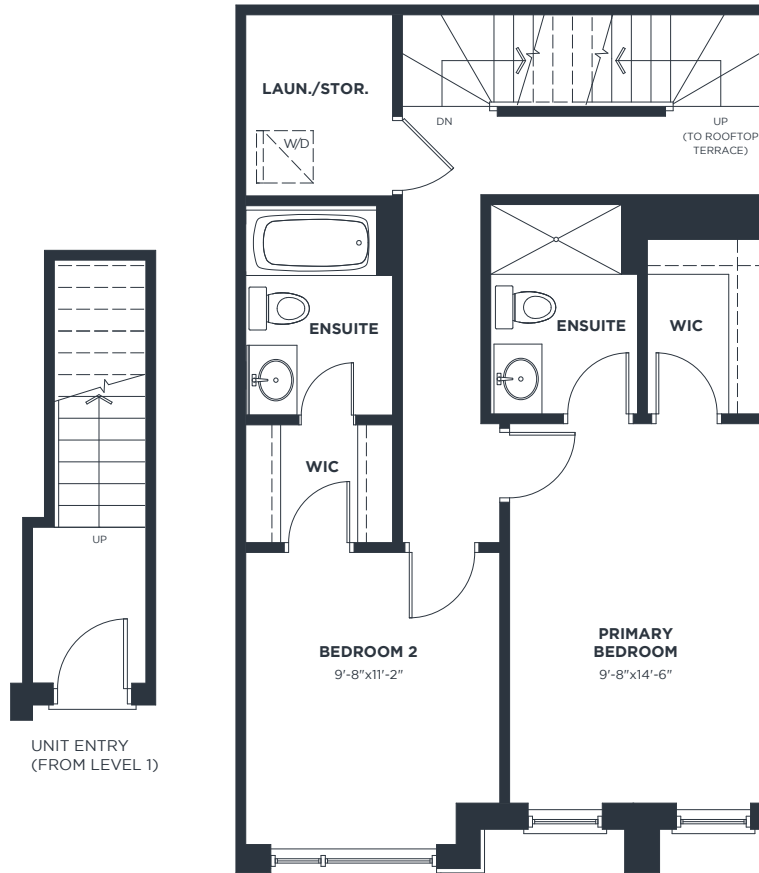 LAUN./STOR.
W/D
DN
UP
(TO ROOFTOP
TERRACE)
ENSUITE
ENSUITE
WIC
WIC
UP
BEDROOM 2
9'-8"x11'-2"
PRIMARY
BEDROOM
9'-8"x14'-6"
UNIT ENTRY
(FROM LEVEL 1)